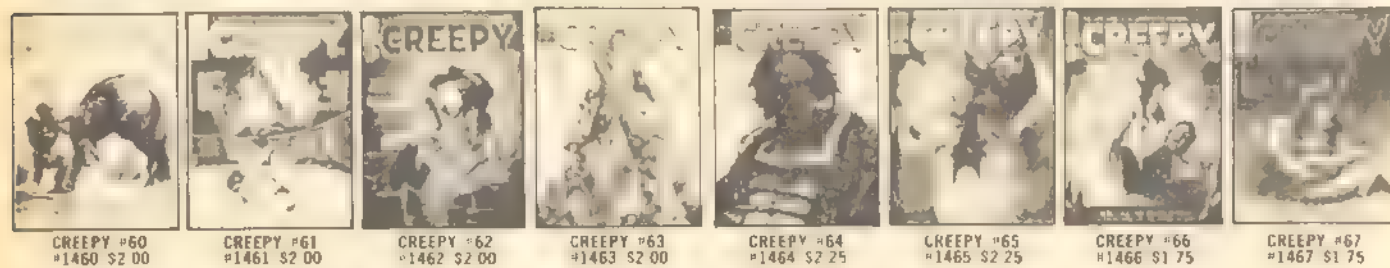 CREEPY
CREEPY
CREEPY #60
#1460 $2 00
CREEPY #61
#1461 $2 00
CREEPY #62
#1462 $2 00
CREEPY #63
#1463 $2 00
CREEPY #64
#1464 $2 25
CREEPY #65
#1465 $2 25
CREEPY #66
#1466 $1 75
CREEPY #67
#1467 $1 75